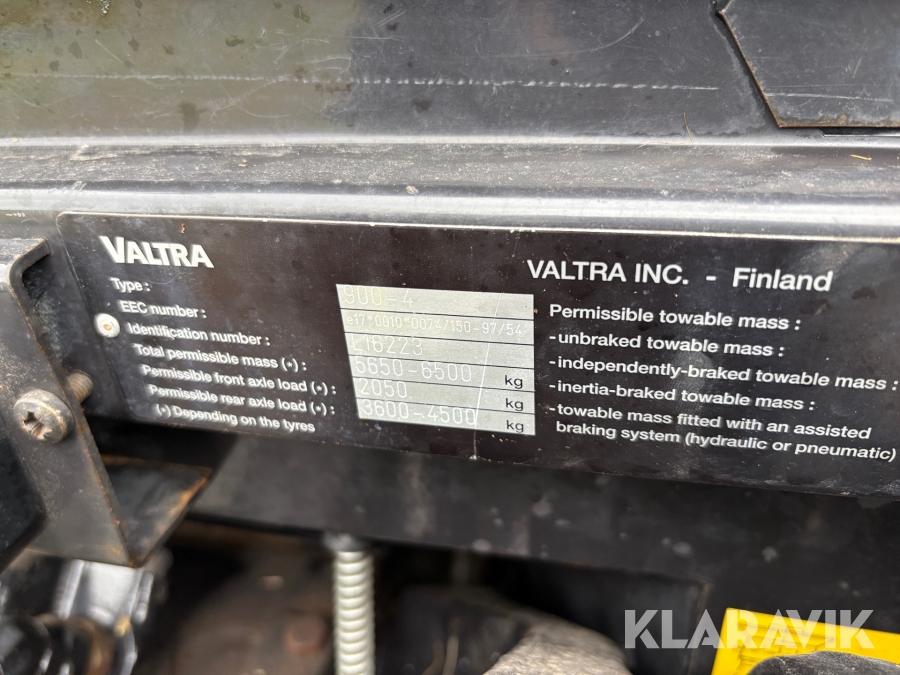 VALTRA
VALTRA INC. - Finland
Type : 900-4
EEC number : e17*0010*0074/150-97/54
Identification number : L16223
Total permissible mass (•) : 5650-6500 kg
Permissible front axle load (•) : 2050 kg
Permissible rear axle load (•) : 3600-4500 kg
(•) Depending on the tyres
Permissible towable mass :
-unbraked towable mass :
-independently-braked towable mass :
-inertia-braked towable mass :
-towable mass fitted with an assisted
braking system (hydraulic or pneumatic)
KLARAVIK